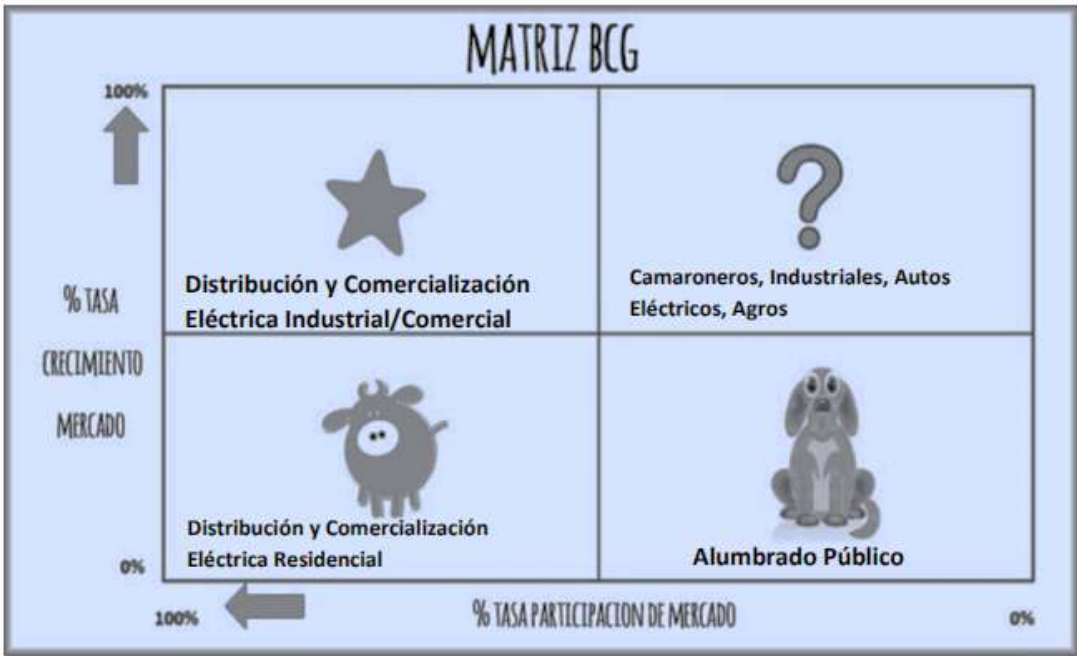 MATRIZ BCG
100%
Distribución y Comercialización
Eléctrica Industrial/Comercial
?
Camaroneros, Industriales, Autos
Eléctricos, Agros
% TASA
CRECIMIENTO
MERCADO
Distribución y Comercialización
Eléctrica Residencial
Alumbrado Público
0%
100%
% TASA PARTICIPACION DE MERCADO
0%